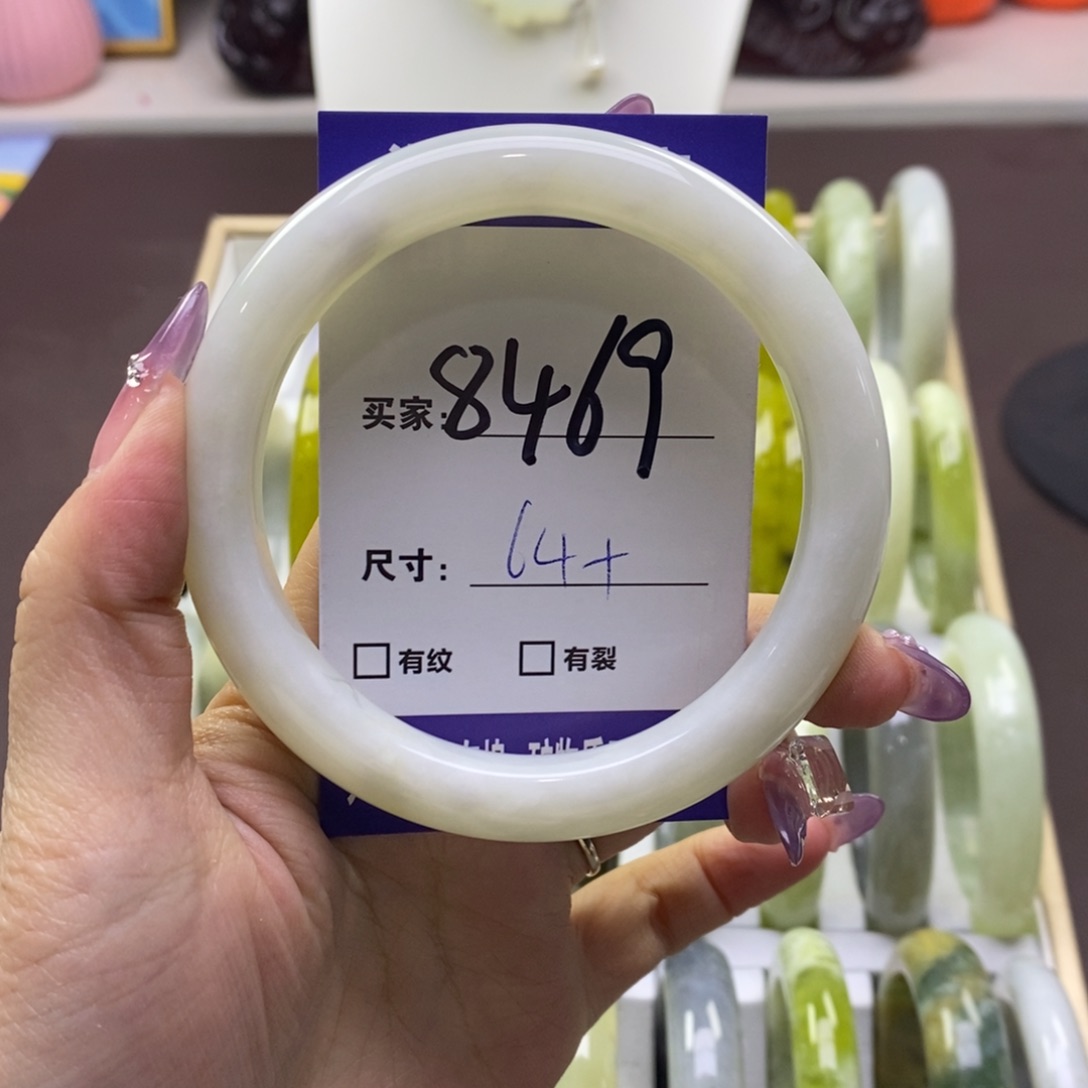 买家: 8469
尺寸: 64+
□有纹 □有裂